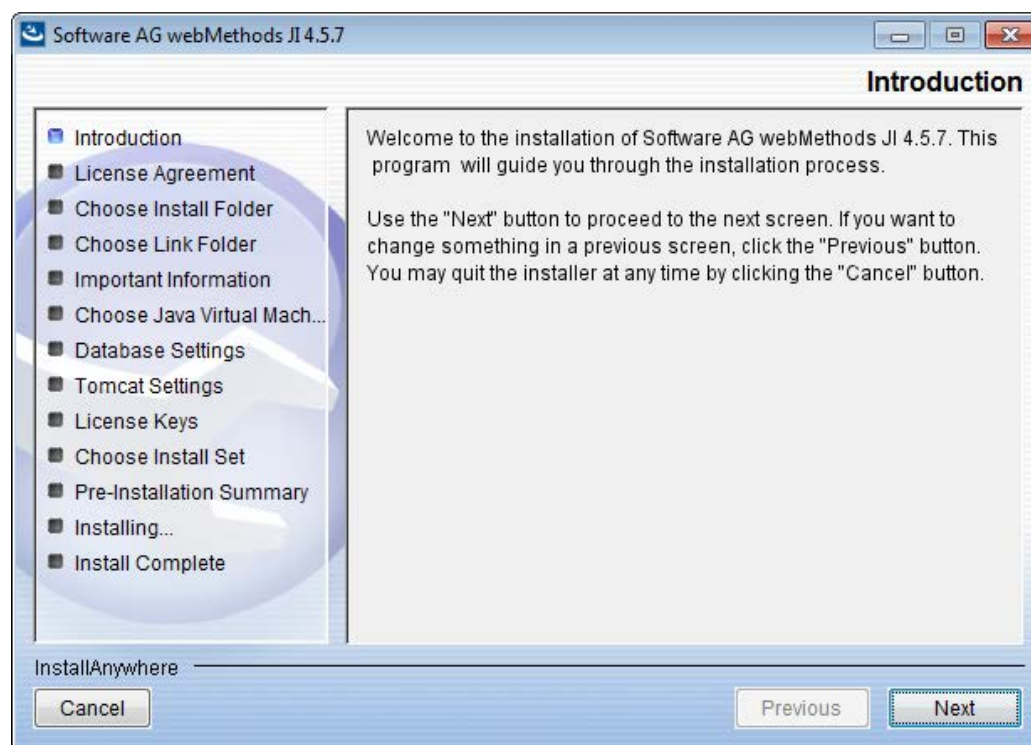 Software AG webMethods JI 4.5.7
Introduction
Introduction
License Agreement
Choose Install Folder
Choose Link Folder
Important Information
Choose Java Virtual Mach...
Database Settings
Tomcat Settings
License Keys
Choose Install Set
Pre-Installation Summary
Installing...
Install Complete
Welcome to the installation of Software AG webMethods JI 4.5.7. This
program will guide you through the installation process.
Use the "Next" button to proceed to the next screen. If you want to
change something in a previous screen, click the "Previous" button.
You may quit the installer at any time by clicking the "Cancel" button.
InstallAnywhere
Cancel
Previous
Next